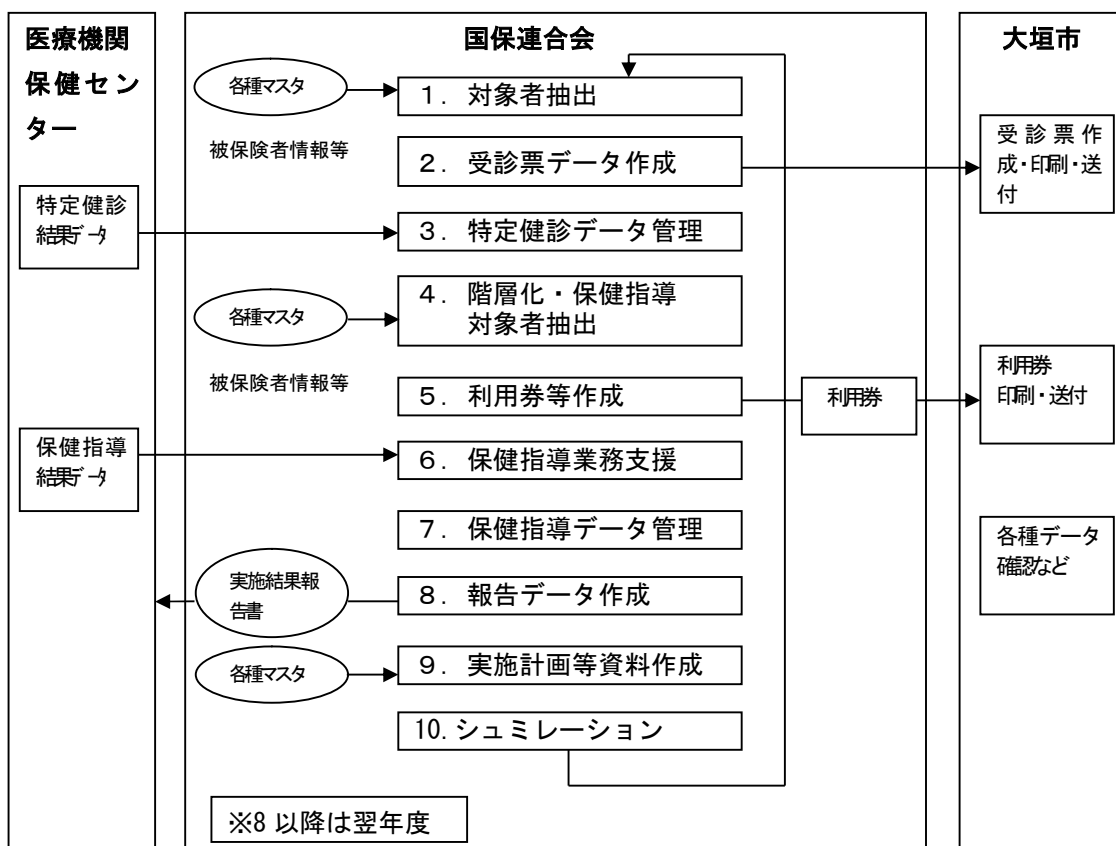 医療機関
保健セン
ター
特定健診
結果データ
保健指導
結果データ
国保連合会
各種マスタ
１．対象者抽出
被保険者情報等
２．受診票データ作成
３．特定健診データ管理
各種マスタ
４．階層化・保健指導
対象者抽出
被保険者情報等
５．利用券等作成
利用券
６．保健指導業務支援
７．保健指導データ管理
実施結果報
告書
８．報告データ作成
各種マスタ
９．実施計画等資料作成
10．シュミレーション
※8 以降は翌年度
大垣市
受診票作
成・印刷・送
付
利用券
印刷・送付
各種データ
確認など